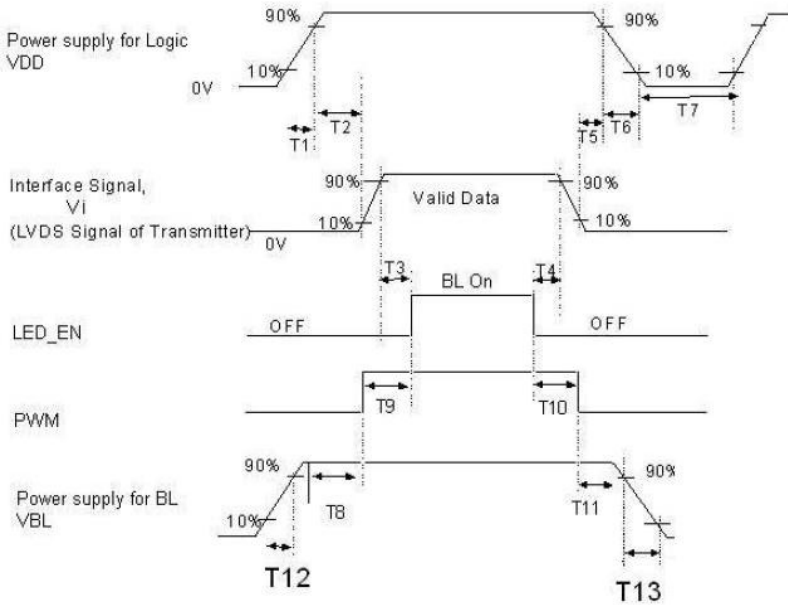 90%
90%
Power supply for Logic
VDD
10%
10%
0V
T1
T2
T5
T6
T7
Interface Signal,
Vi
(LVDS Signal of Transmitter)
90%
Valid Data
90%
10%
10%
0V
T3
T4
BL On
LED_EN
OFF
OFF
T9
T10
PWM
90%
90%
Power supply for BL
VBL
10%
T8
T11
T12
T13